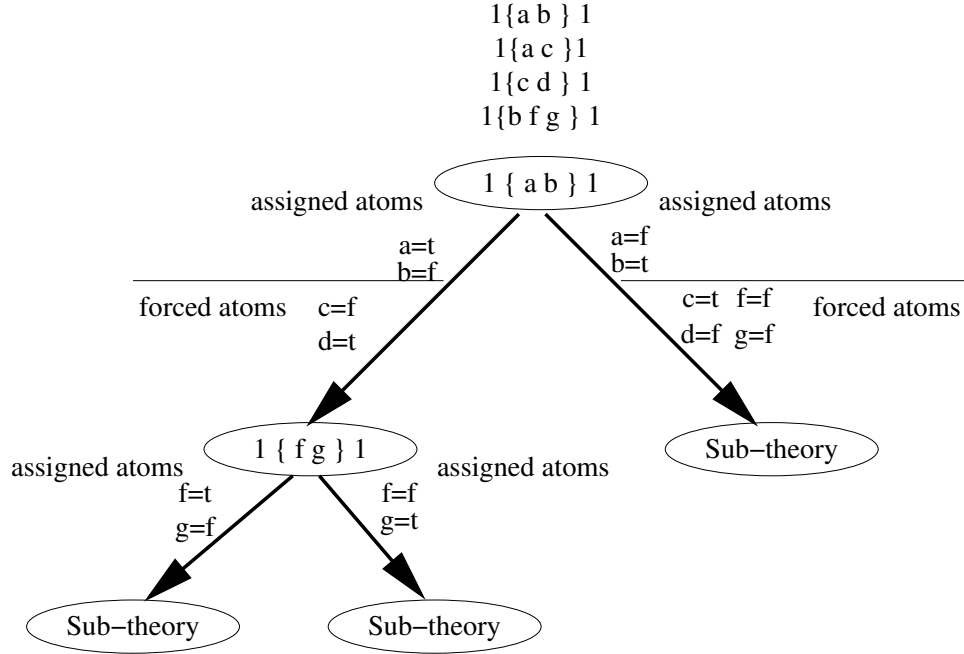 1{a b } 1
1{a c }1
1{c d } 1
1{b f g } 1
1 { a b } 1
assigned atoms
assigned atoms
a=t
b=f
a=f
b=t
forced atoms
c=f
d=t
c=t f=f
d=f g=f
forced atoms
1 { f g } 1
Sub−theory
assigned atoms
assigned atoms
f=t
g=f
f=f
g=t
Sub−theory
Sub−theory